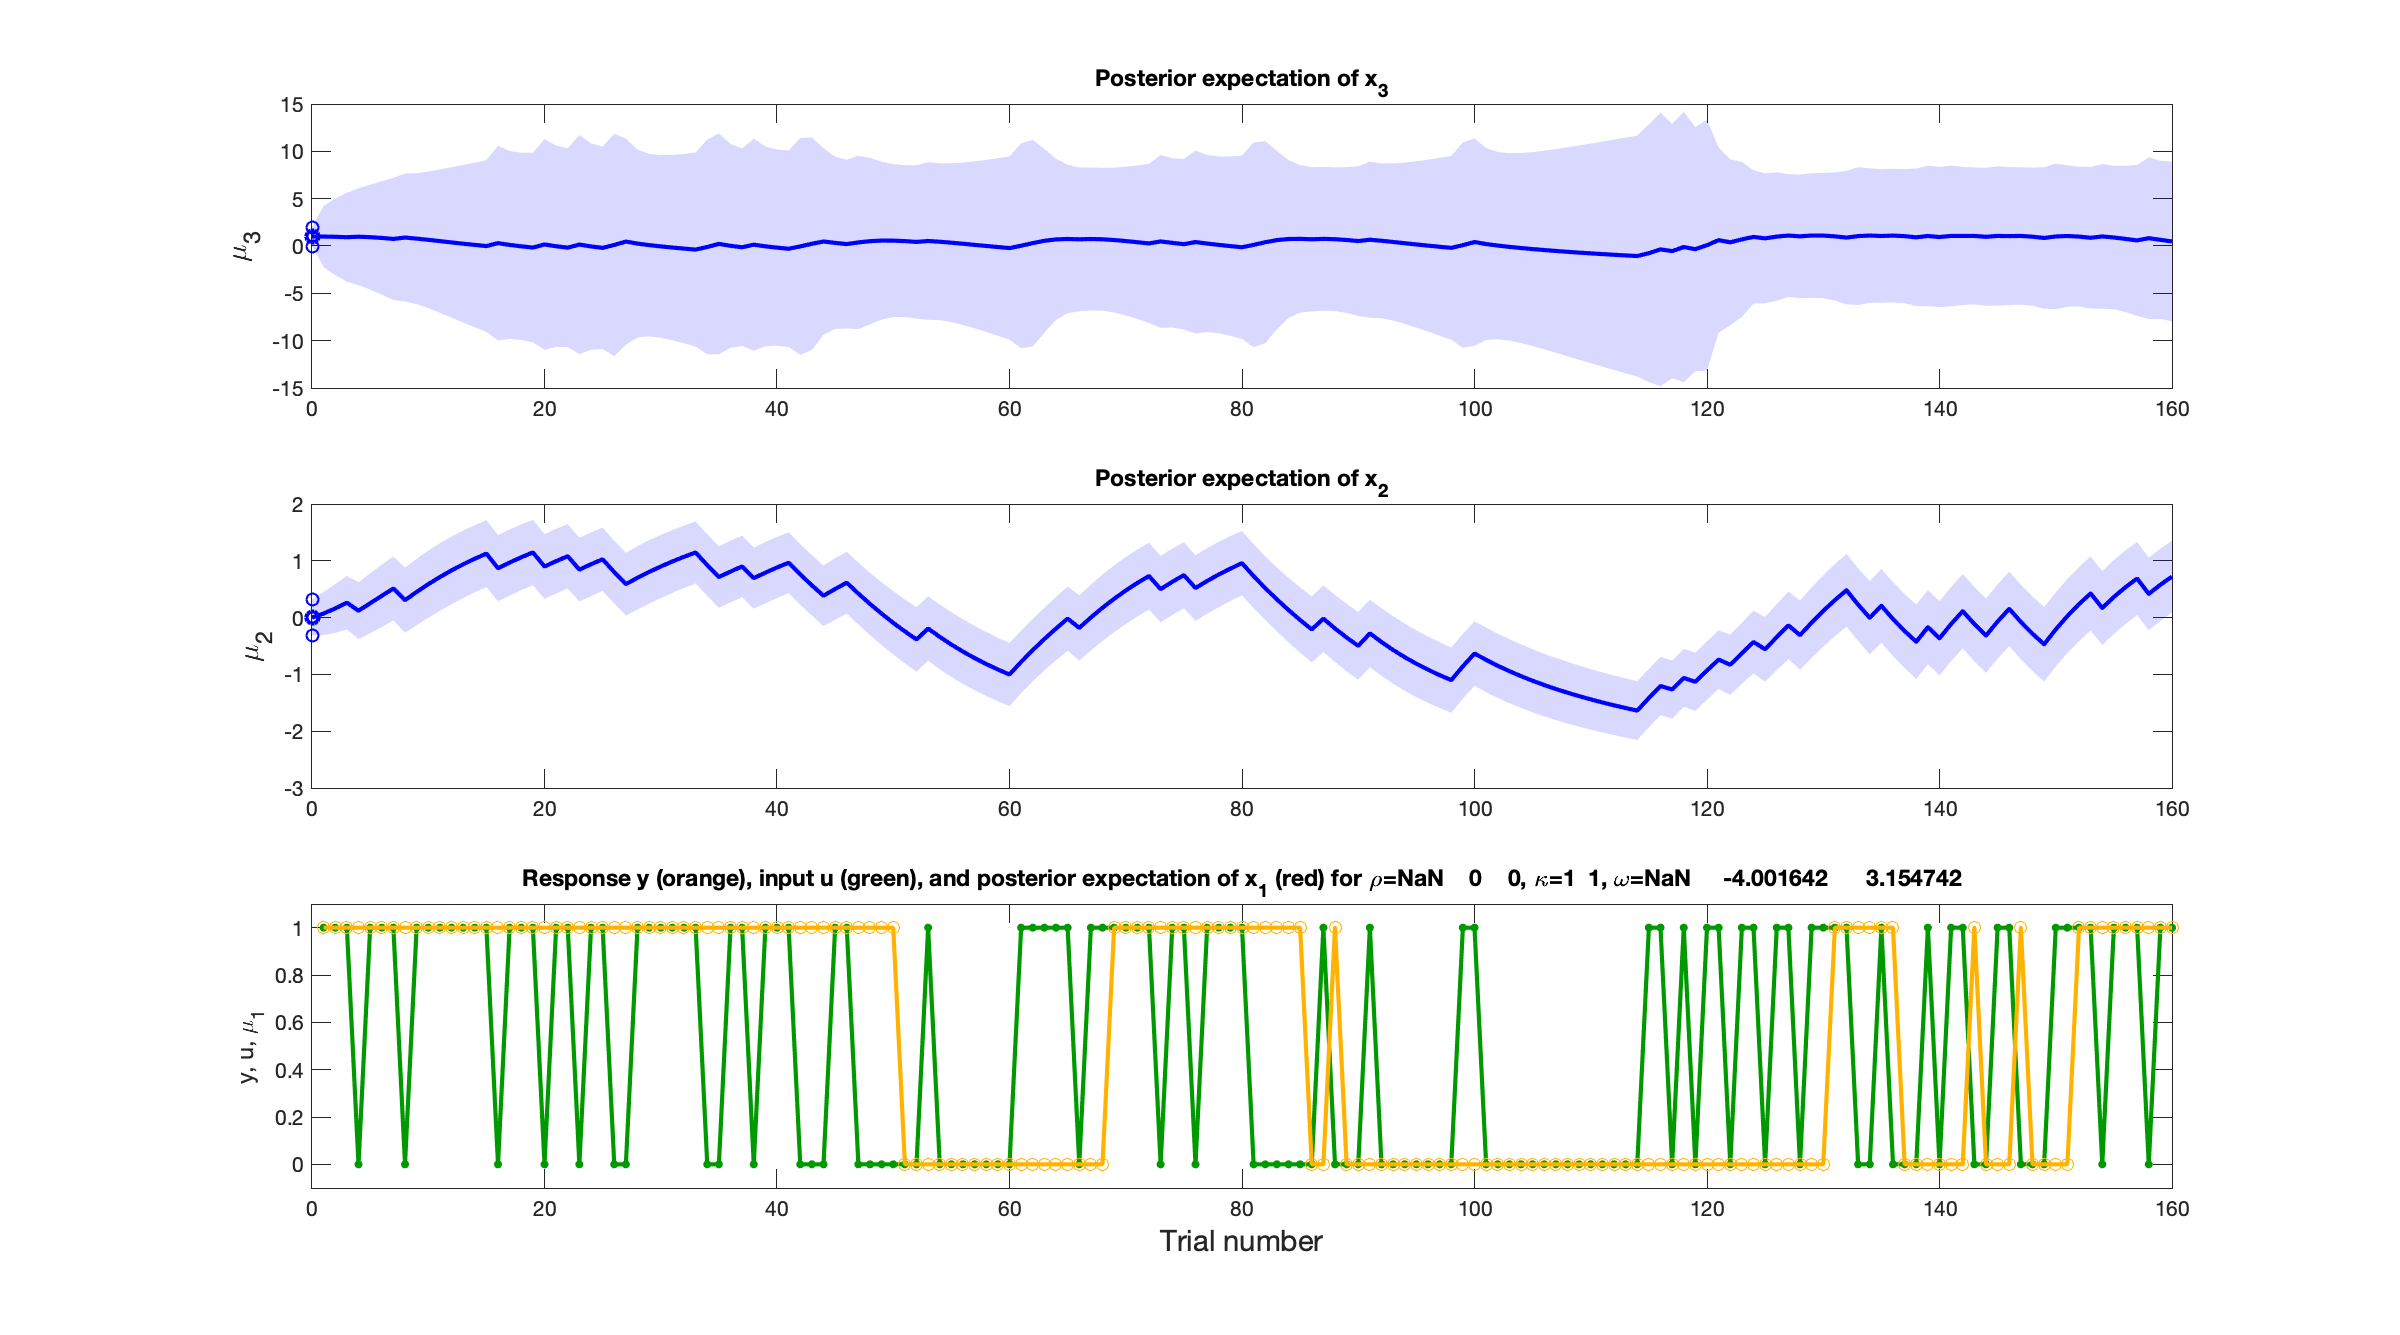 Posterior expectation of x3
15
10
5
0
-5
-10
-15
μ3
0 20 40 60 80 100 120 140 160
Posterior expectation of x2
2
1
0
-1
-2
-3
μ2
0 20 40 60 80 100 120 140 160
Response y (orange), input u (green), and posterior expectation of x1 (red) for ρ=NaN 0 0, κ=1 1, ω=NaN -4.001642 3.154742
1
0.8
0.6
0.4
0.2
0
y, u, μ1
0 20 40 60 80 100 120 140 160
Trial number